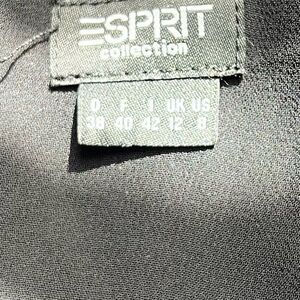 ESPRIT
collection
D F I UK US
38 40 42 12 8